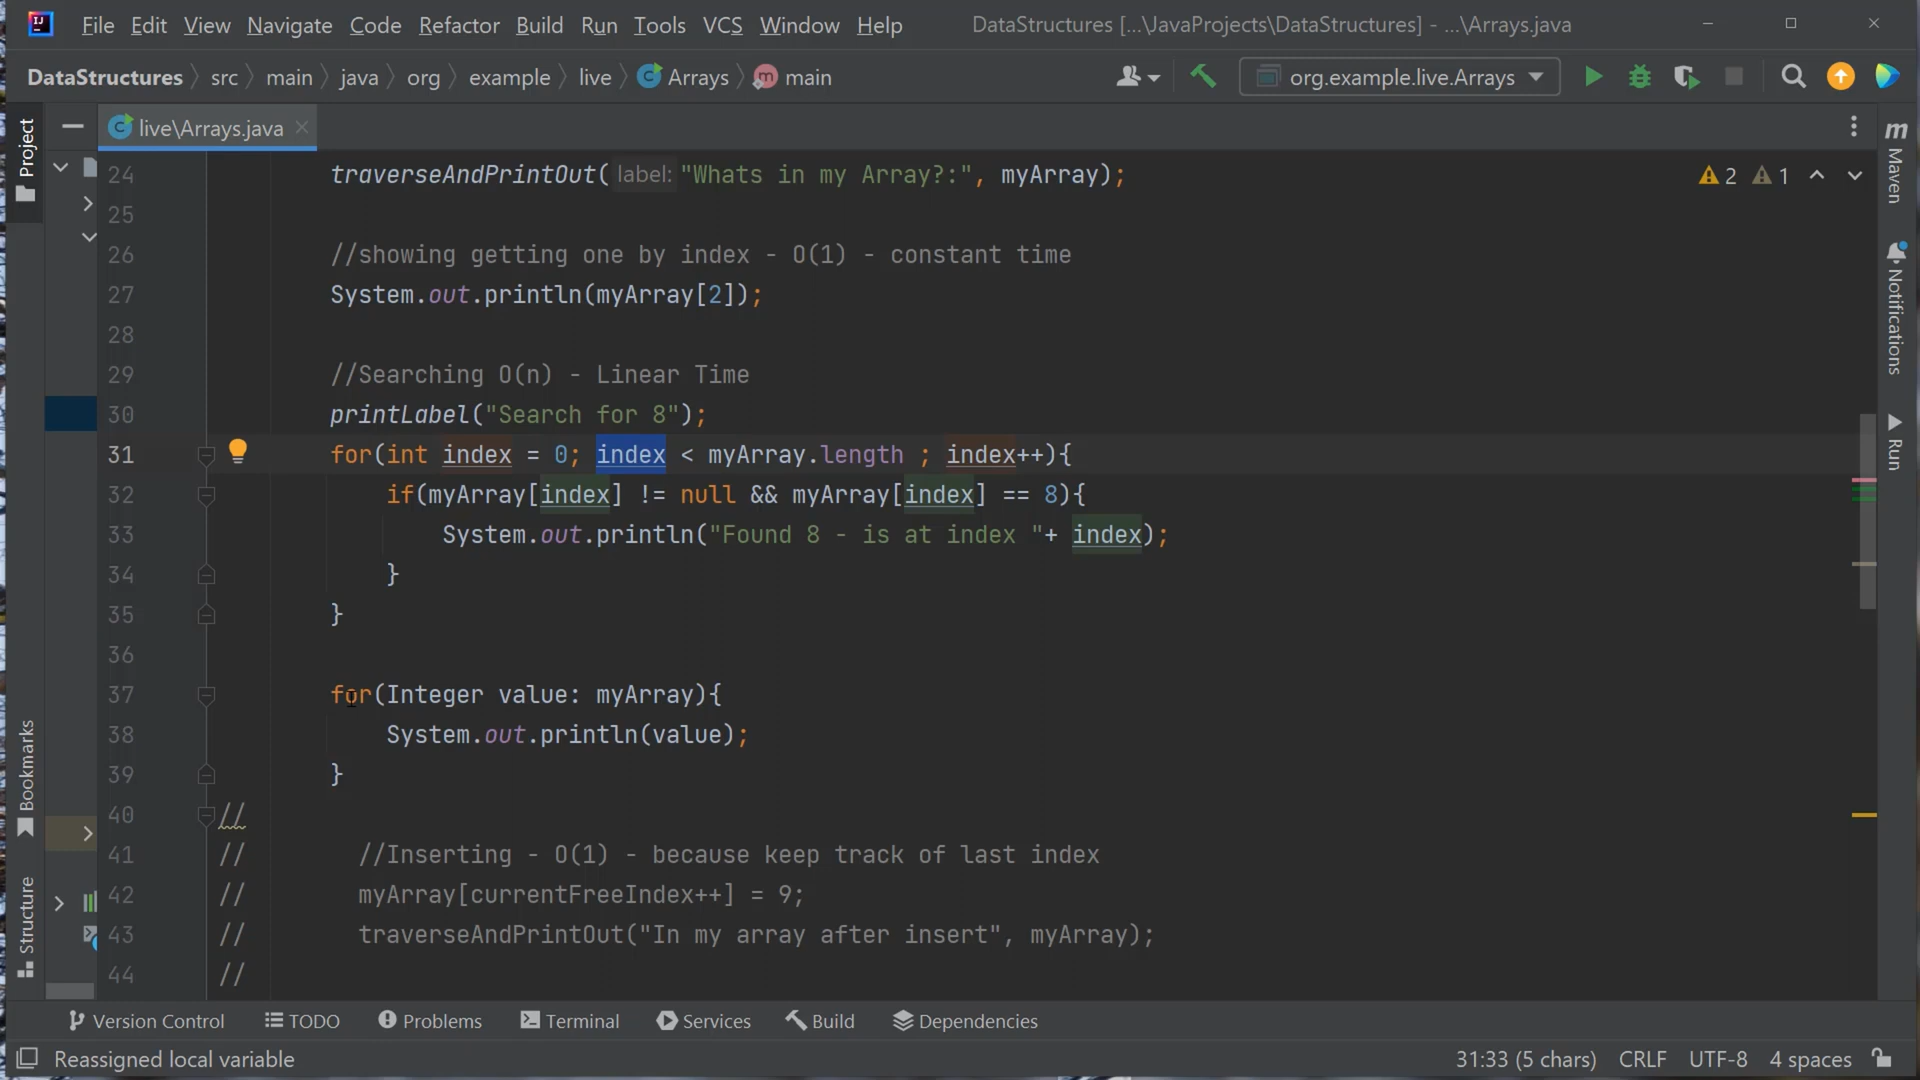 File Edit View Navigate Code Refactor Build Run Tools VCS Window Help DataStructures [...\JavaProjects\DataStructures] - ...\Arrays.java
DataStructures src main java org example live Arrays main org.example.live.Arrays
Project
live\Arrays.java
24 traverseAndPrintOut( label: "Whats in my Array?:", myArray);
2 1
25
26 //showing getting one by index - O(1) - constant time
27 System.out.println(myArray[2]);
28
29 //Searching O(n) - Linear Time
30 printLabel("Search for 8");
31 for(int index = 0; index < myArray.length ; index++){
32 if(myArray[index] != null && myArray[index] == 8){
33 System.out.println("Found 8 - is at index "+ index);
34 }
35 }
36
37 for(Integer value: myArray){
38 System.out.println(value);
39 }
40 //
41 // //Inserting - O(1) - because keep track of last index
42 // myArray[currentFreeIndex++] = 9;
43 // traverseAndPrintOut("In my array after insert", myArray);
44 //
Bookmarks
Structure
m Maven
Notifications
Run
Version Control TODO Problems Terminal Services Build Dependencies
Reassigned local variable 31:33 (5 chars) CRLF UTF-8 4 spaces